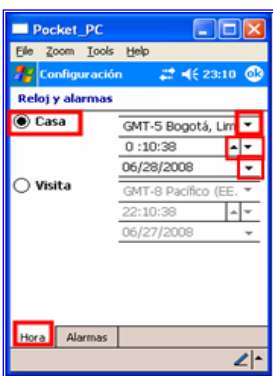 Pocket_PC
File Zoom Tools Help
Configuración 23:10 ok
Reloj y alarmas
Casa GMT-5 Bogotá, Lim
0 :10:38
06/28/2008
Visita GMT-8 Pacífico (EE.
22:10:38
06/27/2008
Hora Alarmas